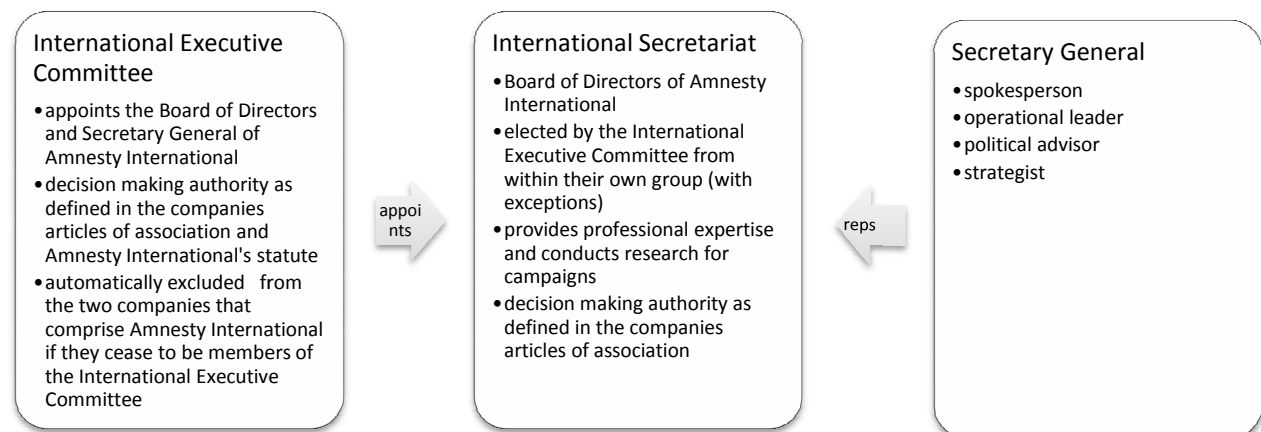 International Executive
Committee
•appoints the Board of Directors
and Secretary General of
Amnesty International
•decision making authority as
defined in the companies
articles of association and
Amnesty International's statute
•automatically excluded from
the two companies that
comprise Amnesty International
if they cease to be members of
the International Executive
Committee
appoi
nts
International Secretariat
•Board of Directors of Amnesty
International
•elected by the International
Executive Committee from
within their own group (with
exceptions)
•provides professional expertise
and conducts research for
campaigns
•decision making authority as
defined in the companies
articles of association
reps
Secretary General
•spokesperson
•operational leader
•political advisor
•strategist